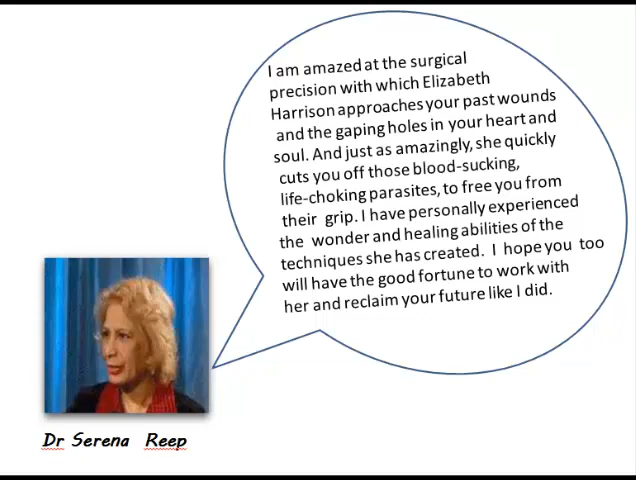 I am amazed at the surgical
precision with which Elizabeth
Harrison approaches your past wounds
and the gaping holes in your heart and
soul. And just as amazingly, she quickly
cuts you off those blood-sucking,
life-choking parasites, to free you from
their grip. I have personally experienced
the wonder and healing abilities of the
techniques she has created. I hope you too
will have the good fortune to work with
her and reclaim your future like I did.
Dr Serena Reep